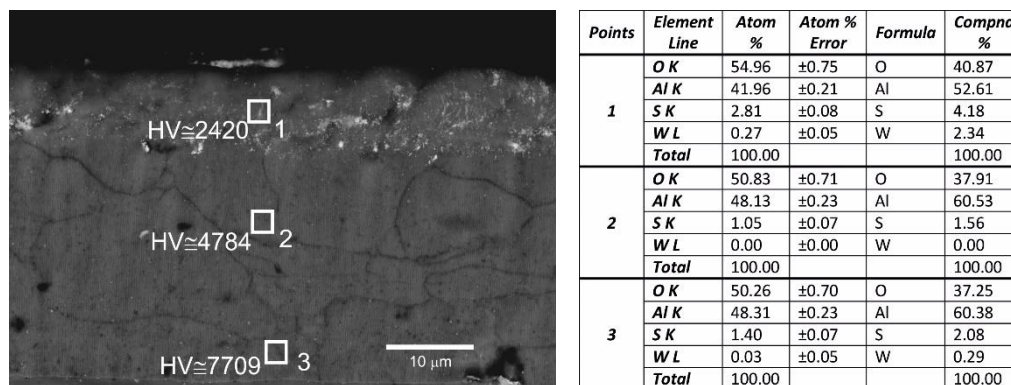 HV≅2420 1
HV≅4784 2
HV≅7709 3
10 μm
Points Element Line Atom % Atom % Error Formula Compnd %
1
O K 54.96 ±0.75 O 40.87
Al K 41.96 ±0.21 Al 52.61
S K 2.81 ±0.08 S 4.18
W L 0.27 ±0.05 W 2.34
Total 100.00 100.00
2
O K 50.83 ±0.71 O 37.91
Al K 48.13 ±0.23 Al 60.53
S K 1.05 ±0.07 S 1.56
W L 0.00 ±0.00 W 0.00
Total 100.00 100.00
3
O K 50.26 ±0.70 O 37.25
Al K 48.31 ±0.23 Al 60.38
S K 1.40 ±0.07 S 2.08
W L 0.03 ±0.05 W 0.29
Total 100.00 100.00